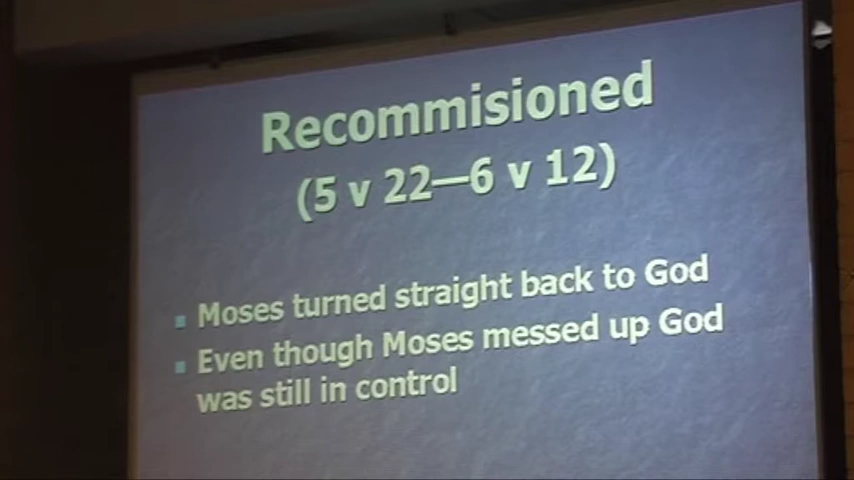 Recommisioned
(5 v 22—6 v 12)
Moses turned straight back to God
Even though Moses messed up God
was still in control